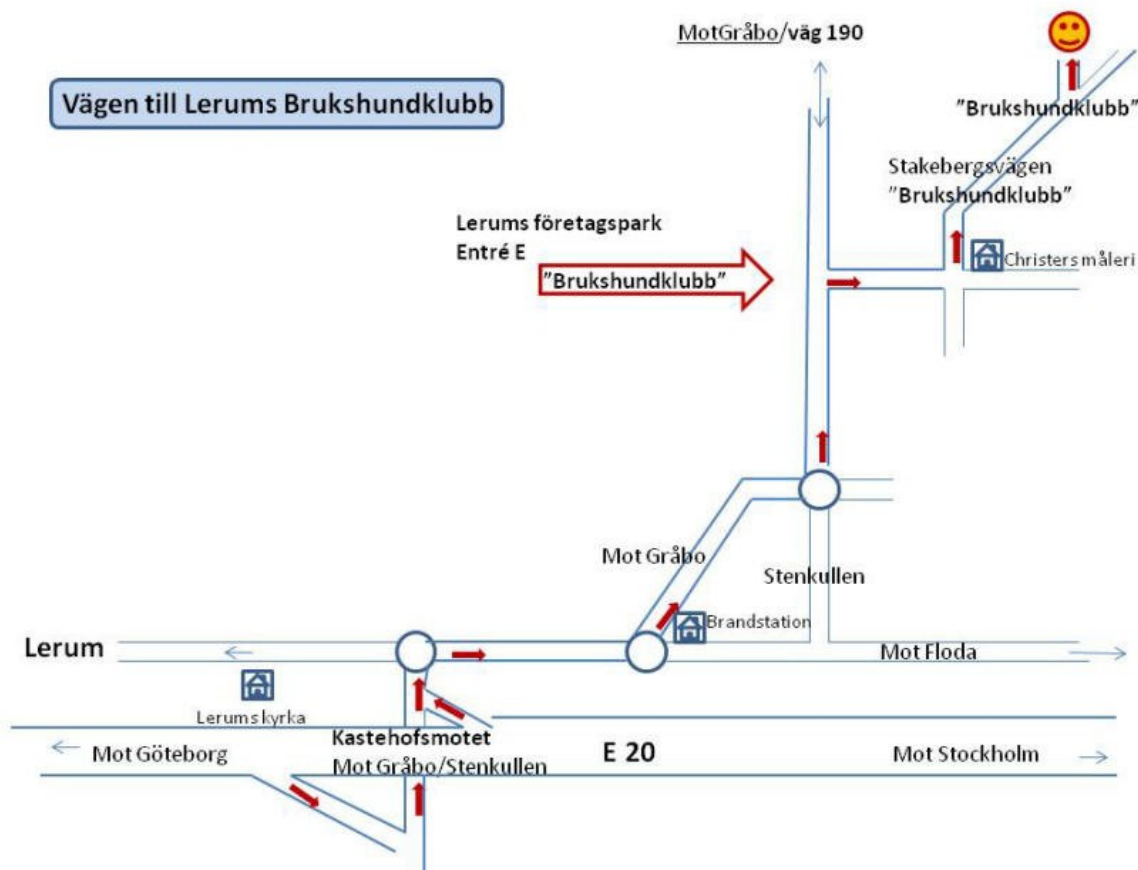 MotGråbo/väg 190
Vägen till Lerums Brukshundklubb
"Brukshundklubb"
Stakebergsvägen
"Brukshundklubb"
Lerums företagspark
Entré E
"Brukshundklubb"
Christers måleri
Mot Gråbo
Stenkullen
Brandstation
Lerum
Mot Floda
Lerums kyrka
Kastehofsmotet
Mot Gråbo/Stenkullen
Mot Göteborg
E 20
Mot Stockholm